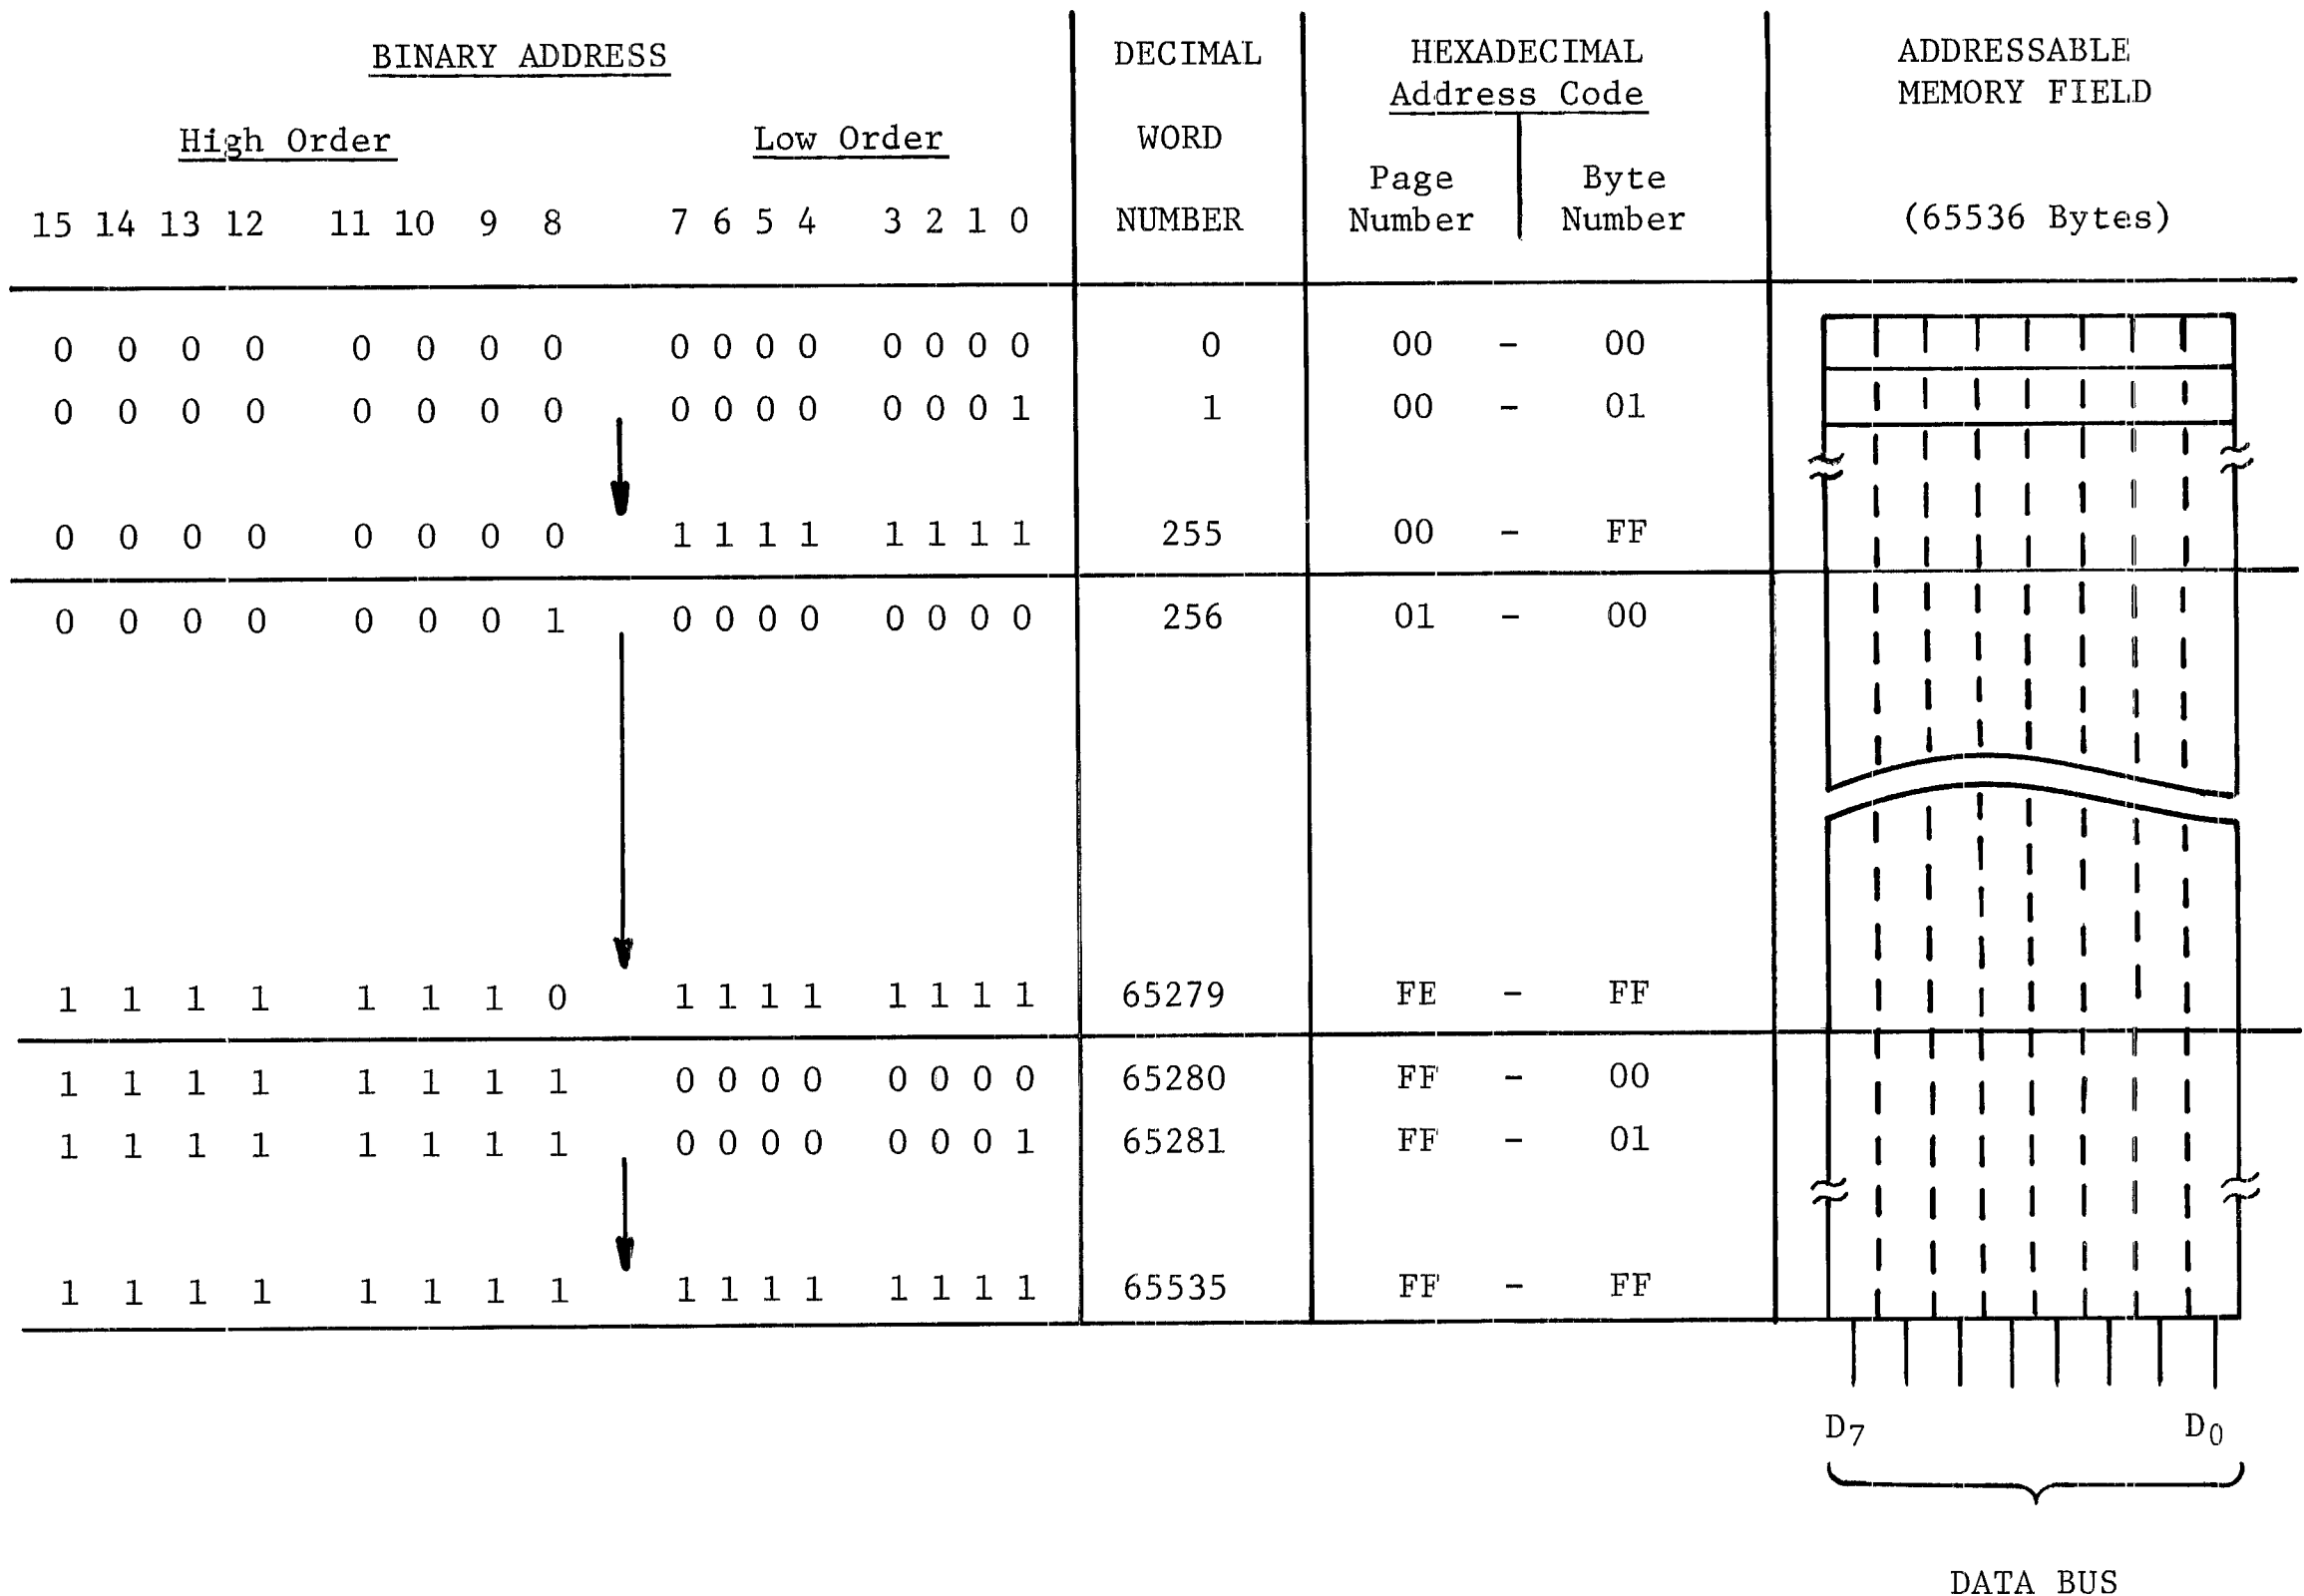 BINARY ADDRESS DECIMAL HEXADECIMAL ADDRESSABLE
Address Code MEMORY FIELD
High Order Low Order WORD
Page Byte
15 14 13 12 11 10 9 8 7 6 5 4 3 2 1 0 NUMBER Number Number (65536 Bytes)
0 0 0 0 0 0 0 0 0 0 0 0 0 0 0 0 0 00 - 00
0 0 0 0 0 0 0 0 0 0 0 0 0 0 0 1 1 00 - 01
0 0 0 0 0 0 0 0 1 1 1 1 1 1 1 1 255 00 - FF
0 0 0 0 0 0 0 1 0 0 0 0 0 0 0 0 256 01 - 00
1 1 1 1 1 1 1 0 1 1 1 1 1 1 1 1 65279 FE - FF
1 1 1 1 1 1 1 1 0 0 0 0 0 0 0 0 65280 FF - 00
1 1 1 1 1 1 1 1 0 0 0 0 0 0 0 1 65281 FF - 01
1 1 1 1 1 1 1 1 1 1 1 1 1 1 1 1 65535 FF - FF
D7 D0
DATA BUS